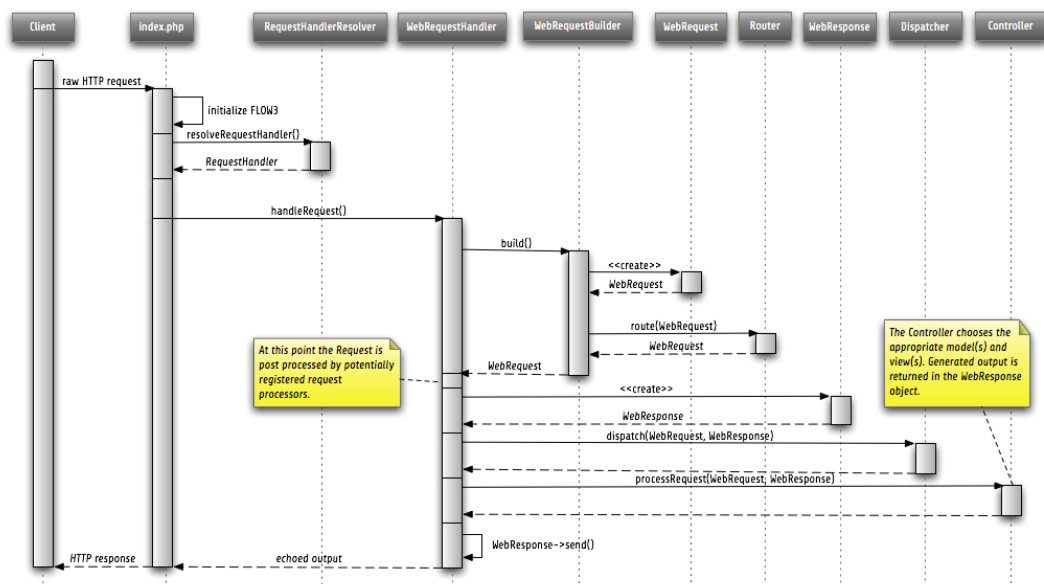 Client
index.php
RequestHandlerResolver
WebRequestHandler
WebRequestBuilder
WebRequest
Router
WebResponse
Dispatcher
Controller
raw HTTP request
initialize FLOW3
resolveRequestHandler()
RequestHandler
handleRequest()
build()
<<create>>
WebRequest
route(WebRequest)
WebRequest
The Controller chooses the
appropriate model(s) and
view(s). Generated output is
returned in the WebResponse
object.
At this point the Request is
post processed by potentially
registered request
processors.
WebRequest
<<create>>
WebResponse
dispatch(WebRequest, WebResponse)
processRequest(WebRequest, WebResponse)
WebResponse->send()
HTTP response
echoed output